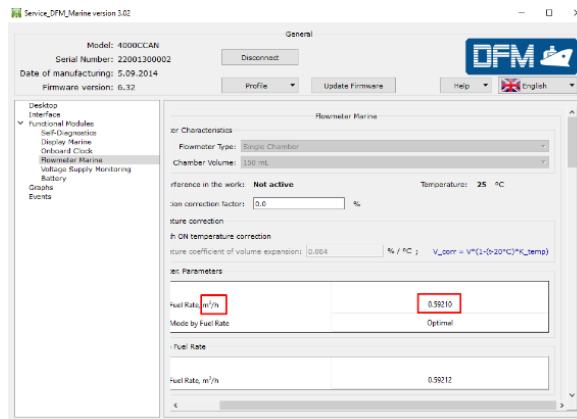 Service_DFM_Marine version 3.02
General
Model: 4000CCAN
Serial Number: 22001300002
Date of manufacturing: 5.09.2014
Firmware version: 6.32
Disconnect
Profile
Update Firmware
DFM
Help
English
Desktop
Interface
Functional Modules
Self-Diagnostics
Display Marine
Onboard Clock
Flowmeter Marine
Voltage Supply Monitoring
Battery
Graphs
Events
Flowmeter Marine
ter Characteristics
Flowmeter Type: Single Chamber
Chamber Volume: 150 mL
rference in the work: Not active
Temperature: 25 °C
tion correction factor: 0.0 %
ature correction
h ON temperature correction
ature coefficient of volume expansion: 0.084 % / °C ; V_corr = V*(1-(t-20°C)*K_temp)
ter. Parameters
Fuel Rate, m³/h 0.59210
Mode by Fuel Rate Optimal
Fuel Rate
Fuel Rate, m³/h 0.59212